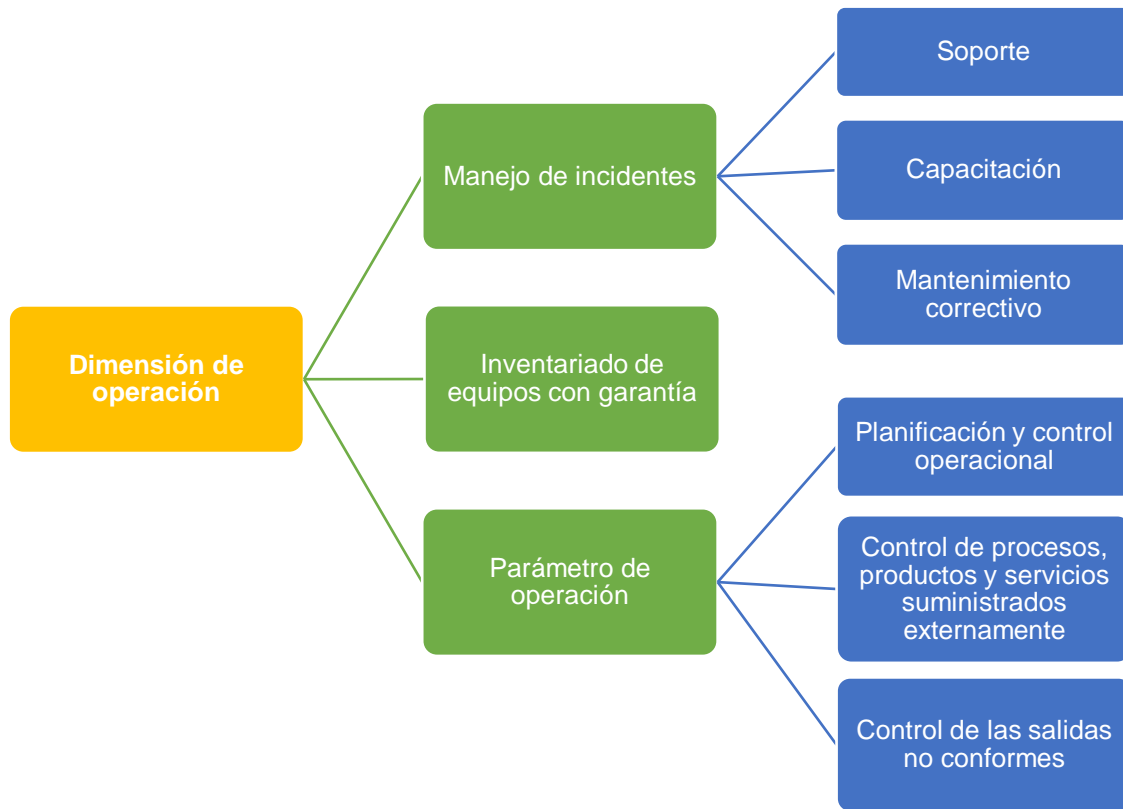 Soporte
Manejo de incidentes
Capacitación
Mantenimiento
correctivo
Dimensión de
operación
Inventariado de
equipos con garantía
Planificación y control
operacional
Parámetro de
operación
Control de procesos,
productos y servicios
suministrados
externamente
Control de las salidas
no conformes